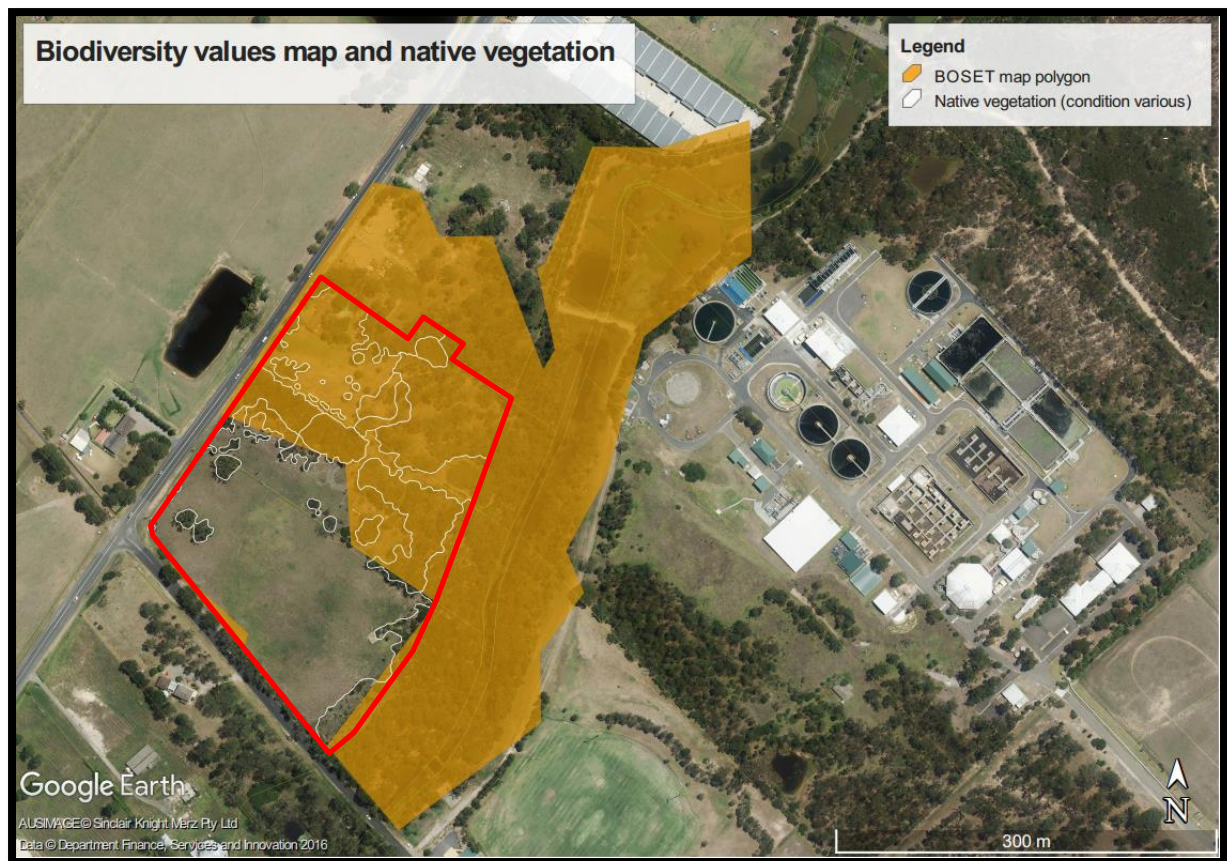 Biodiversity values map and native vegetation
Legend
BOSET map polygon
Native vegetation (condition various)
Google Earth
AUSIMAGE© Sinclair Knight Merz Pty Ltd
Data © Department Finance, Services and Innovation 2016
N
300 m